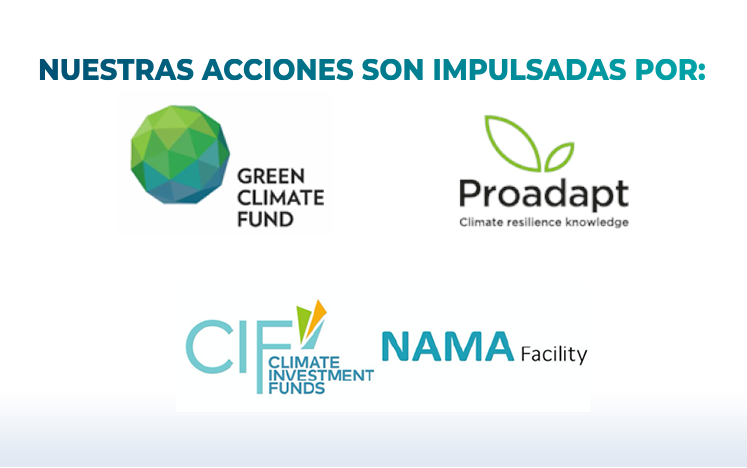 NUESTRAS ACCIONES SON IMPULSADAS POR:
GREEN
CLIMATE
FUND
Proadapt
Climate resilience knowledge
CIF
CLIMATE
INVESTMENT
FUNDS
NAMA Facility